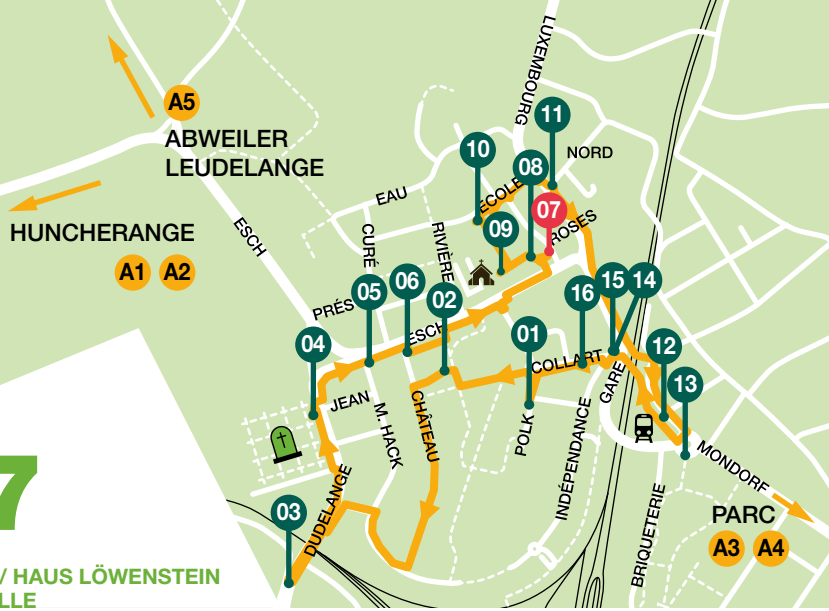 LUXEMBOURG
A5
ABWEILER
LEUDELANGE
11
10
08
NORD
ECOLE
EAU
07
ROSES
HUNCHERANGE
A1 A2
ESCH
CURÉ
RIVIÈRE
09
PRÉS
05
06
02
16
15
14
ESCH
04
01
COLLART
GARE
12
13
JEAN
M. HACK
CHÂTEAU
POLK
INDÉPENDANCE
MONDORF
7
03
DUDELANGE
BRIQUETERIE
PARC
A3 A4
/ HAUS LÖWENSTEIN
LLE